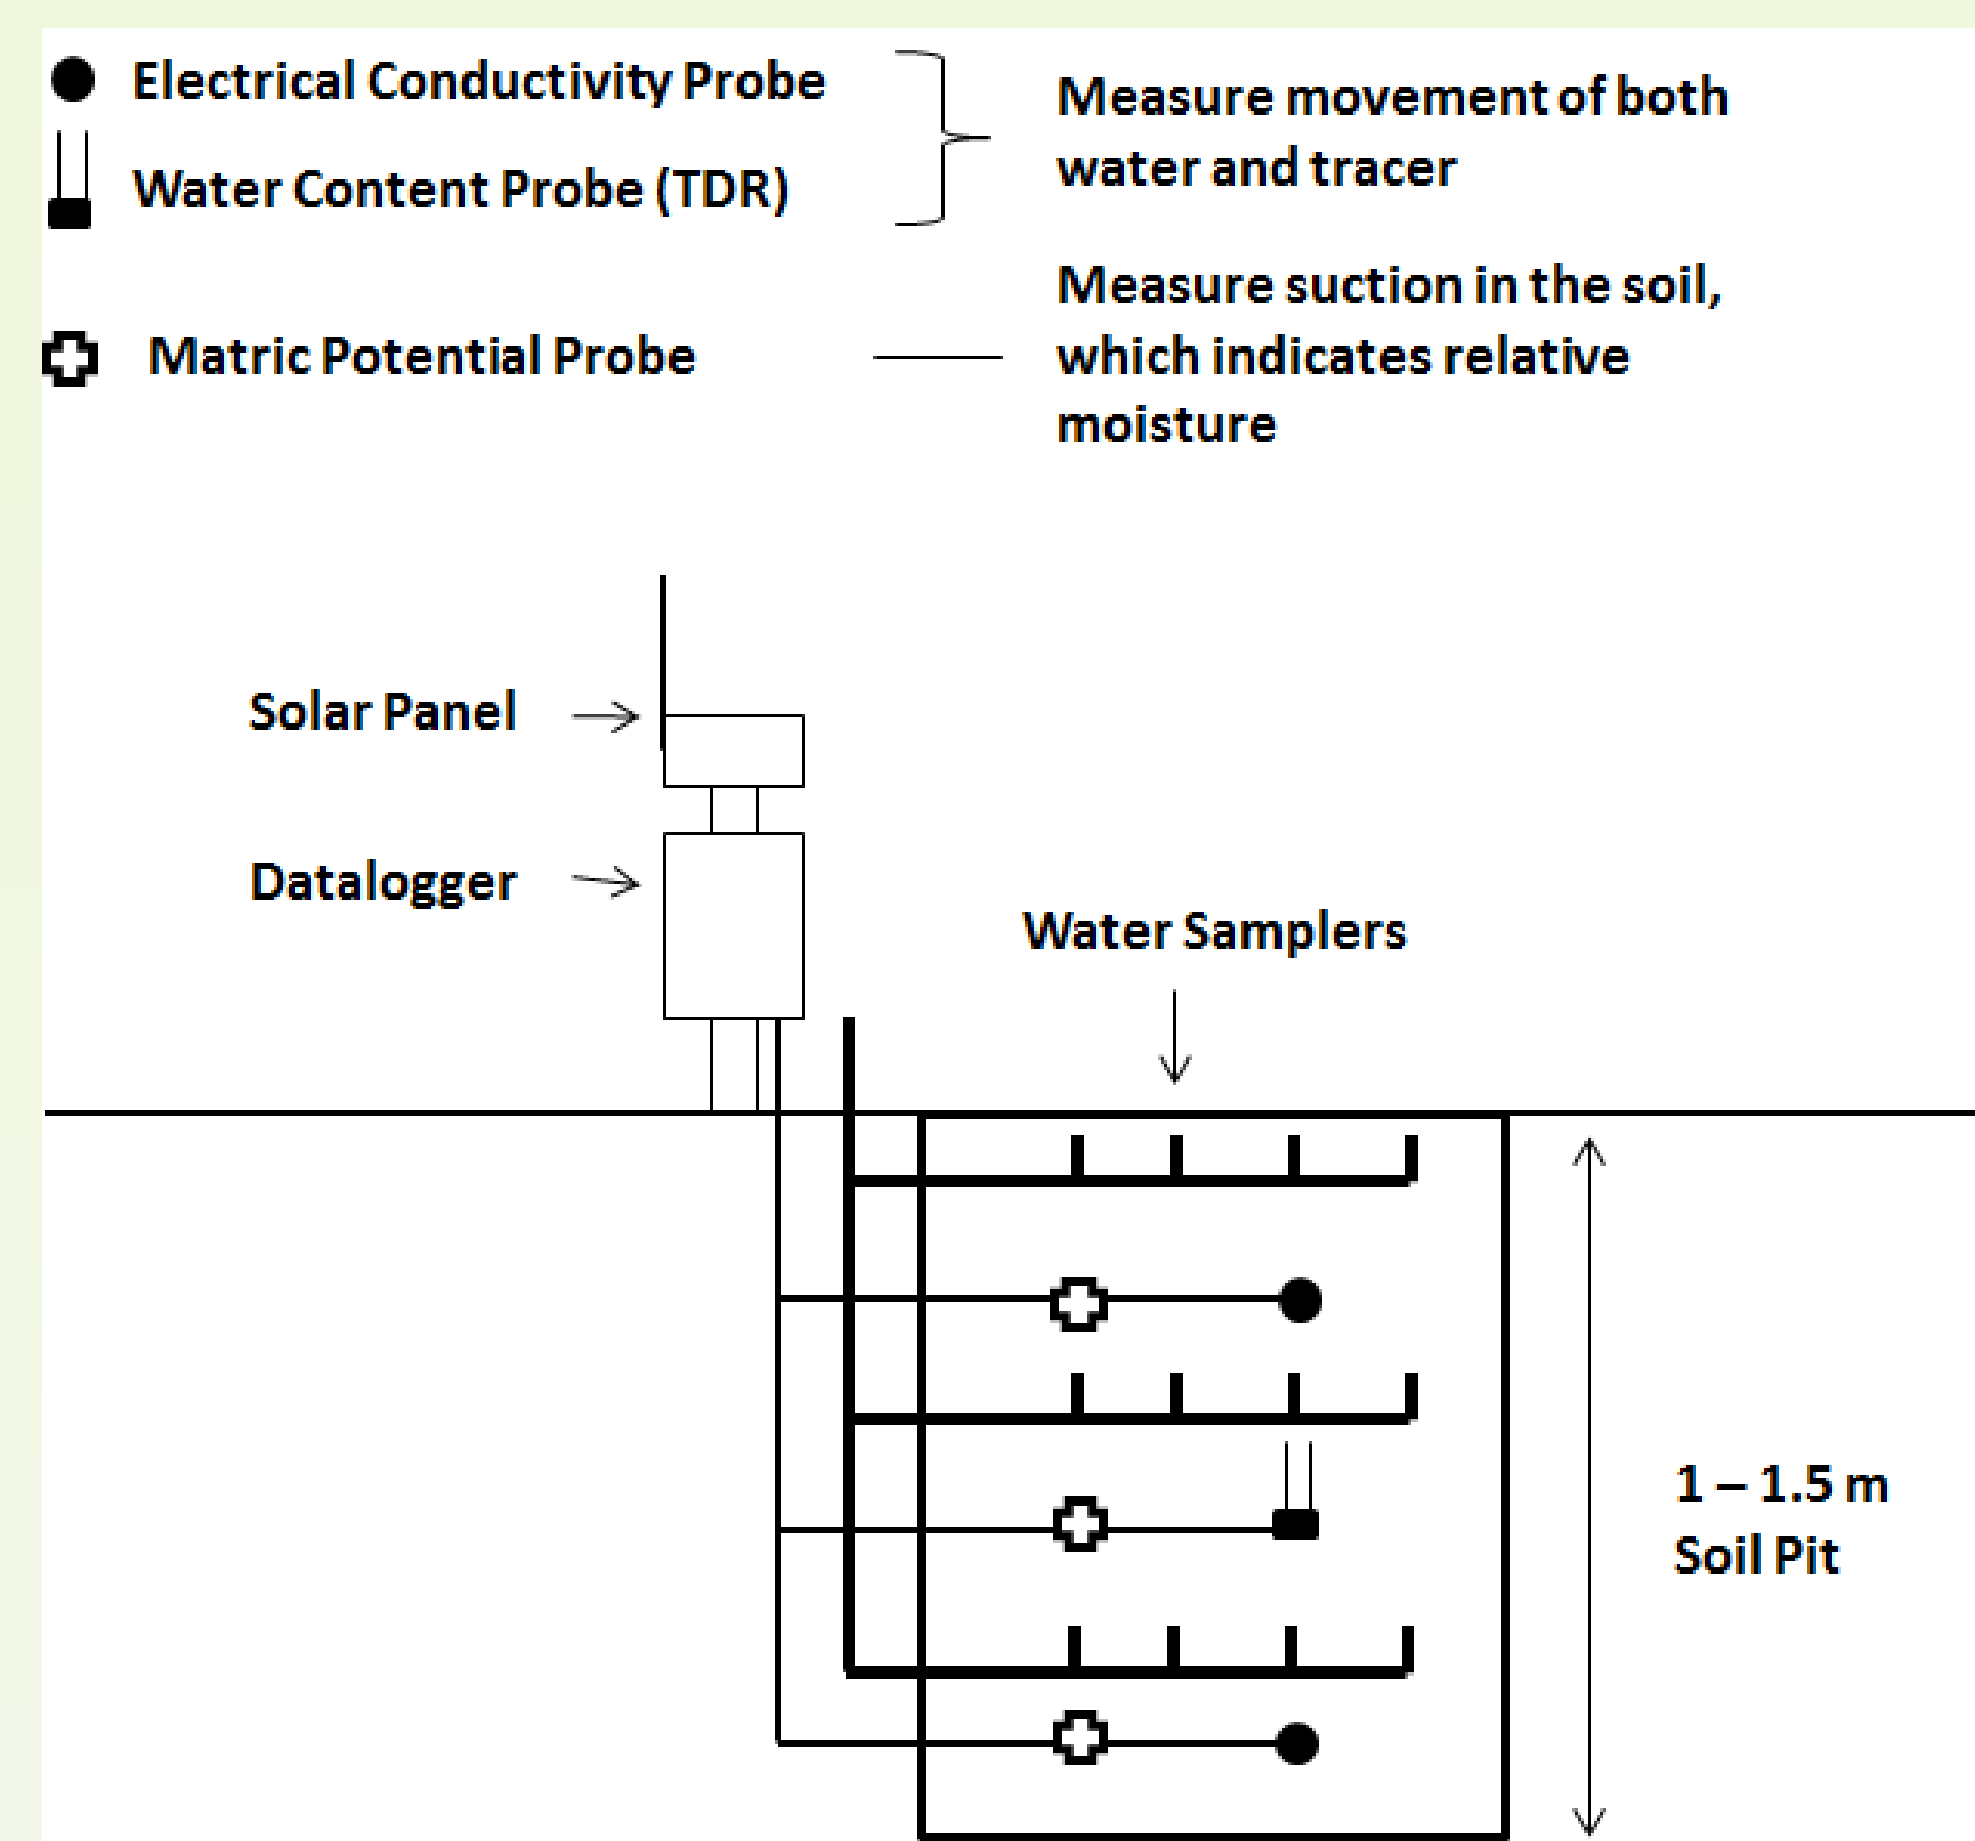 Electrical Conductivity Probe
Water Content Probe (TDR)
Measure movement of both
water and tracer
Matric Potential Probe
Measure suction in the soil,
which indicates relative
moisture
Solar Panel
Datalogger
Water Samplers
1 – 1.5 m
Soil Pit